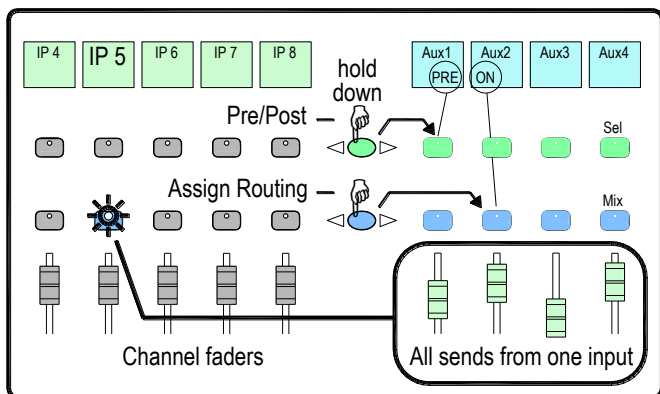 IP 4
IP 5
IP 6
IP 7
IP 8
hold
down
Aux1
Aux2
Aux3
Aux4
PRE
ON
Pre/Post
Sel
Assign Routing
Mix
Channel faders
All sends from one input